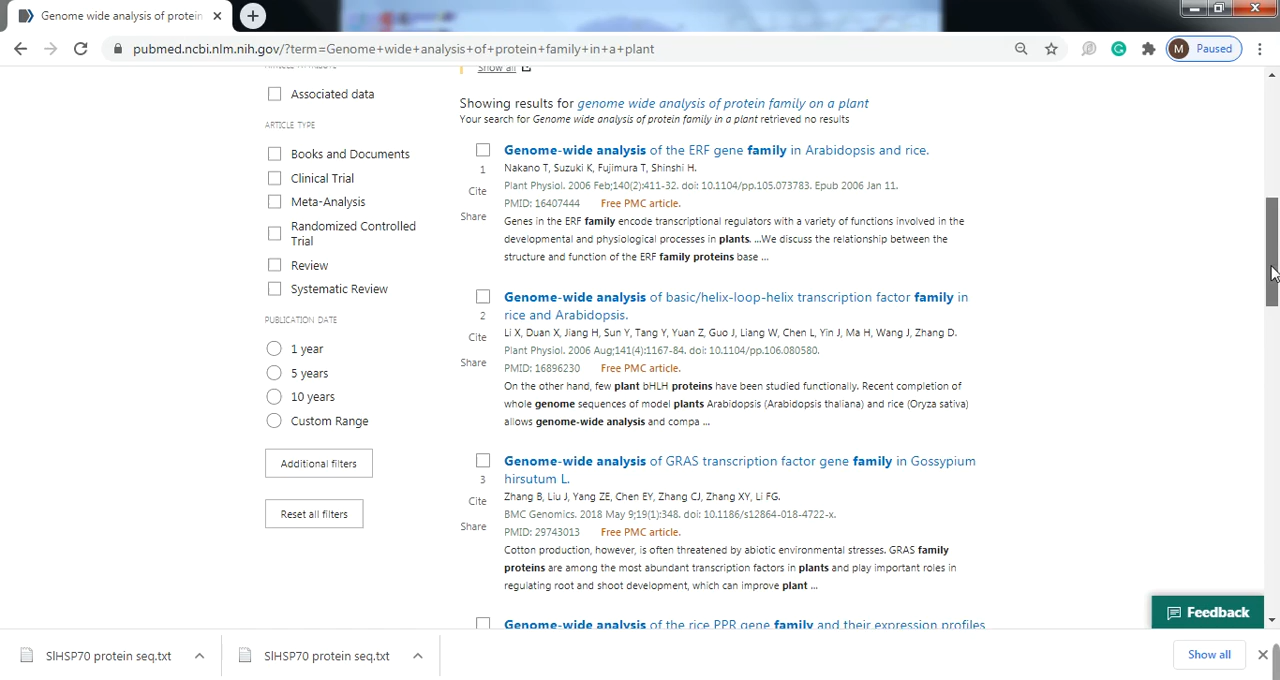 Genome wide analysis of protein
pubmed.ncbi.nlm.nih.gov/?term=Genome+wide+analysis+of+protein+family+in+a+plant
M Paused
Show all
Associated data
ARTICLE TYPE
Books and Documents
Clinical Trial
Meta-Analysis
Randomized Controlled
Trial
Review
Systematic Review
PUBLICATION DATE
1 year
5 years
10 years
Custom Range
Additional filters
Reset all filters
Showing results for genome wide analysis of protein family on a plant
Your search for Genome wide analysis of protein family in a plant retrieved no results
Genome-wide analysis of the ERF gene family in Arabidopsis and rice.
1
Nakano T, Suzuki K, Fujimura T, Shinshi H.
Cite
Plant Physiol. 2006 Feb;140(2):411-32. doi: 10.1104/pp.105.073783. Epub 2006 Jan 11.
Share
PMID: 16407444 Free PMC article.
Genes in the ERF family encode transcriptional regulators with a variety of functions involved in the
developmental and physiological processes in plants. ...We discuss the relationship between the
structure and function of the ERF family proteins base ...
Genome-wide analysis of basic/helix-loop-helix transcription factor family in
2
rice and Arabidopsis.
Li X, Duan X, Jiang H, Sun Y, Tang Y, Yuan Z, Guo J, Liang W, Chen L, Yin J, Ma H, Wang J, Zhang D.
Cite
Plant Physiol. 2006 Aug;141(4):1167-84. doi: 10.1104/pp.106.080580.
Share
PMID: 16896230 Free PMC article.
On the other hand, few plant bHLH proteins have been studied functionally. Recent completion of
whole genome sequences of model plants Arabidopsis (Arabidopsis thaliana) and rice (Oryza sativa)
allows genome-wide analysis and compa ...
Genome-wide analysis of GRAS transcription factor gene family in Gossypium
3
hirsutum L.
Zhang B, Liu J, Yang ZE, Chen EY, Zhang CJ, Zhang XY, Li FG.
Cite
BMC Genomics. 2018 May 9;19(1):348. doi: 10.1186/s12864-018-4722-x.
Share
PMID: 29743013 Free PMC article.
Cotton production, however, is often threatened by abiotic environmental stresses. GRAS family
proteins are among the most abundant transcription factors in plants and play important roles in
regulating root and shoot development, which can improve plant ...
Genome-wide analysis of the rice PPR gene family and their expression profiles
Feedback
SlHSP70 protein seq.txt
SlHSP70 protein seq.txt
Show all